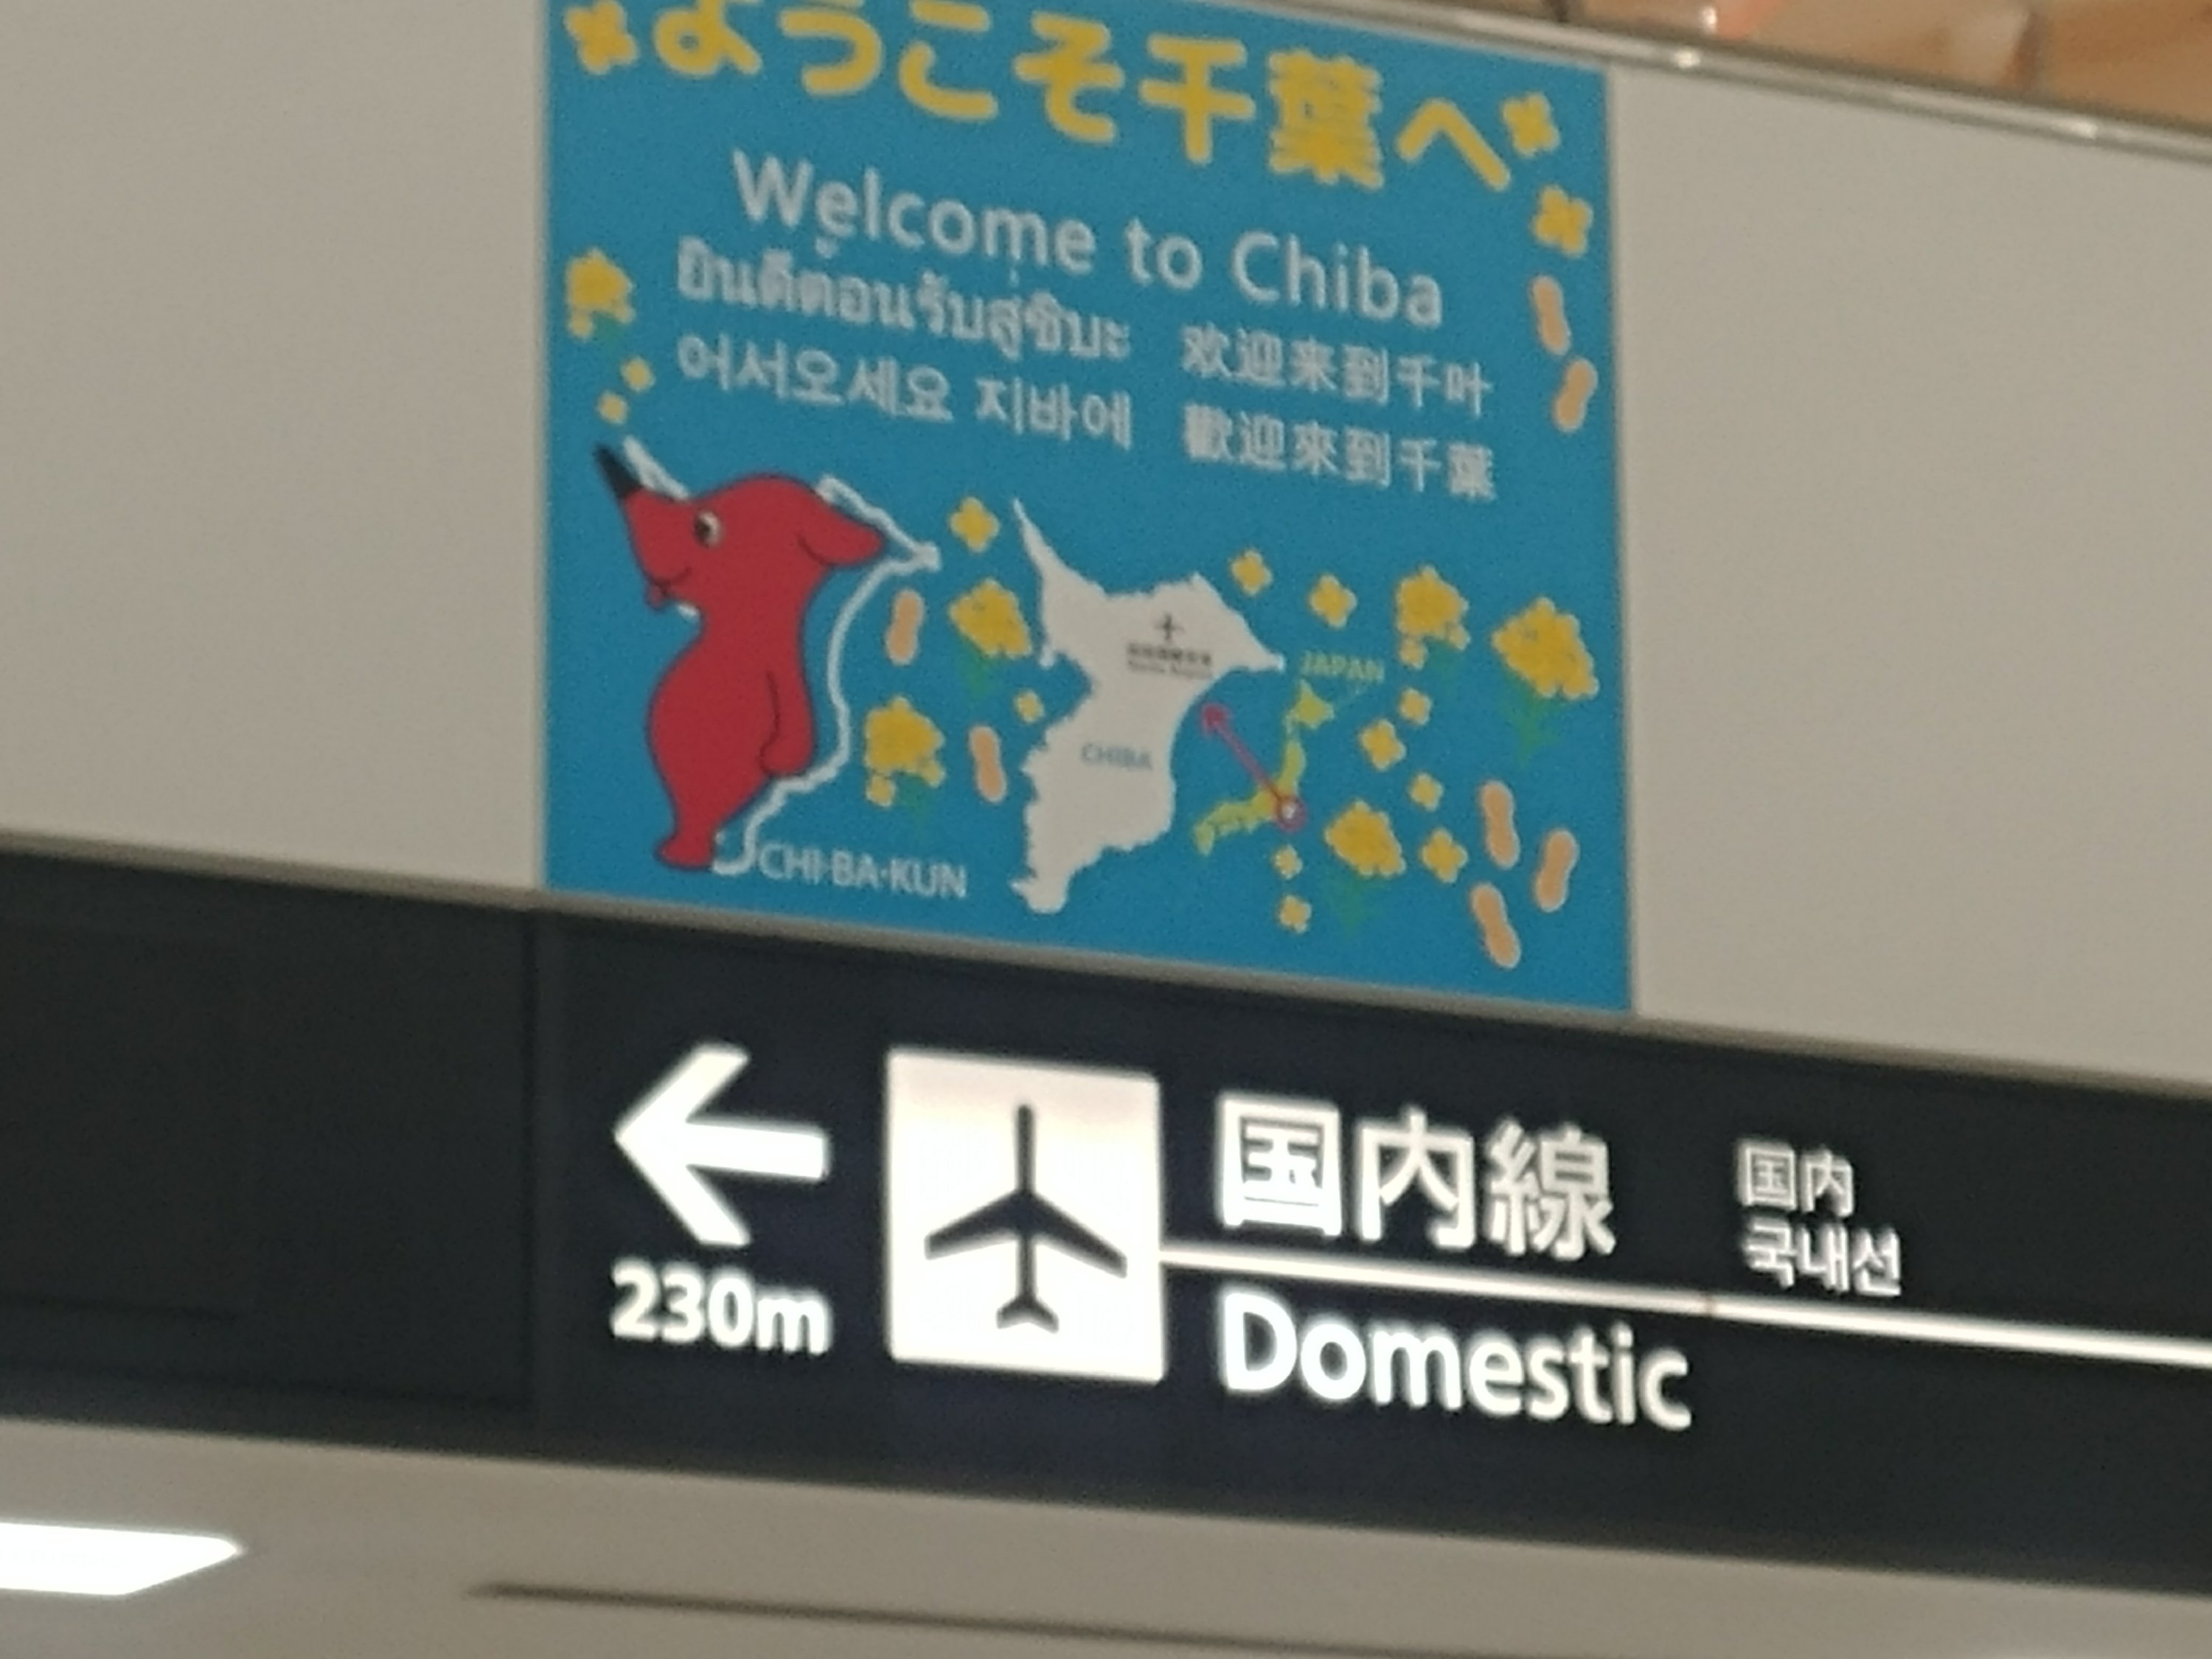 ようこそ千葉へ
Welcome to Chiba
ยินดีต้อนรับสู่ชิบะ 欢迎来到千叶
어서오세요 지바에 歡迎來到千葉
JAPAN
CHIBA
CHI·BA·KUN
← 230m
国内線
Domestic
国内
국내선